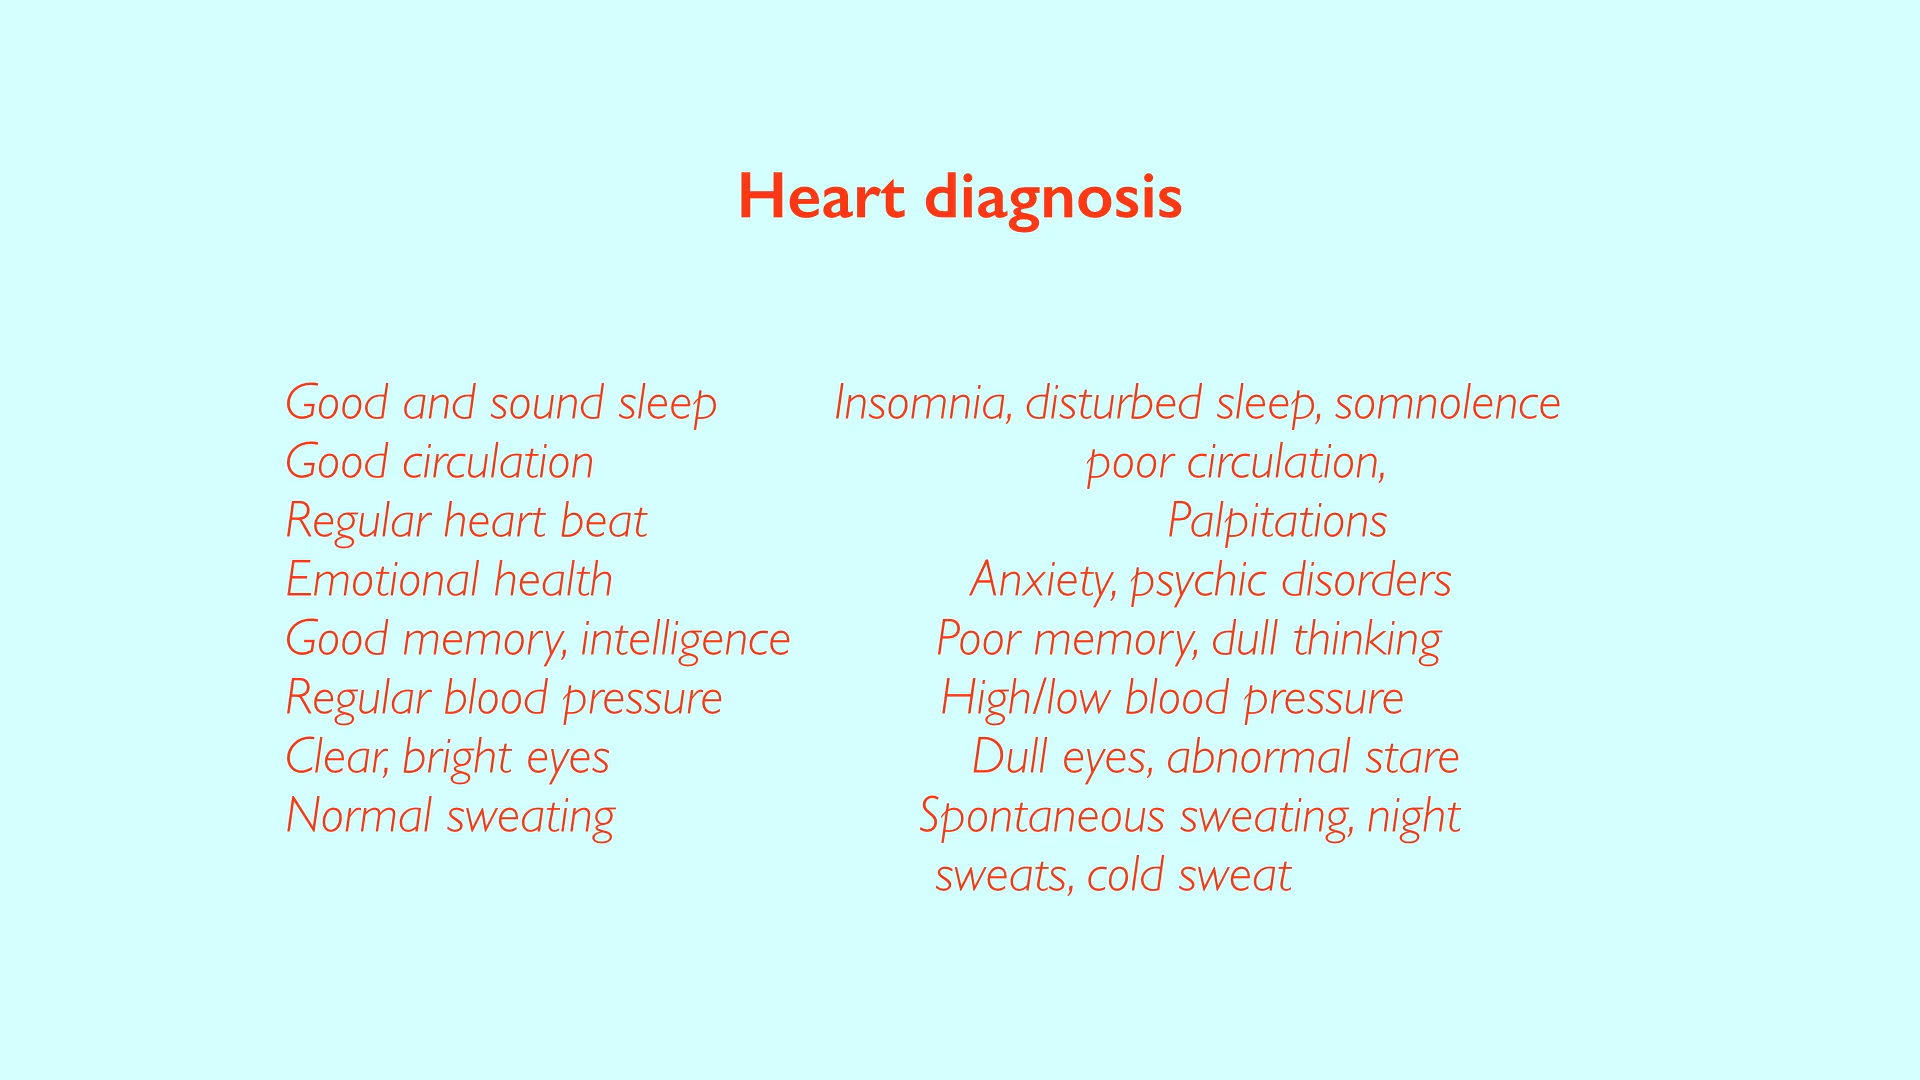 Heart diagnosis
Good and sound sleep Insomnia, disturbed sleep, somnolence
Good circulation poor circulation,
Regular heart beat Palpitations
Emotional health Anxiety, psychic disorders
Good memory, intelligence Poor memory, dull thinking
Regular blood pressure High/low blood pressure
Clear, bright eyes Dull eyes, abnormal stare
Normal sweating Spontaneous sweating, night
sweats, cold sweat